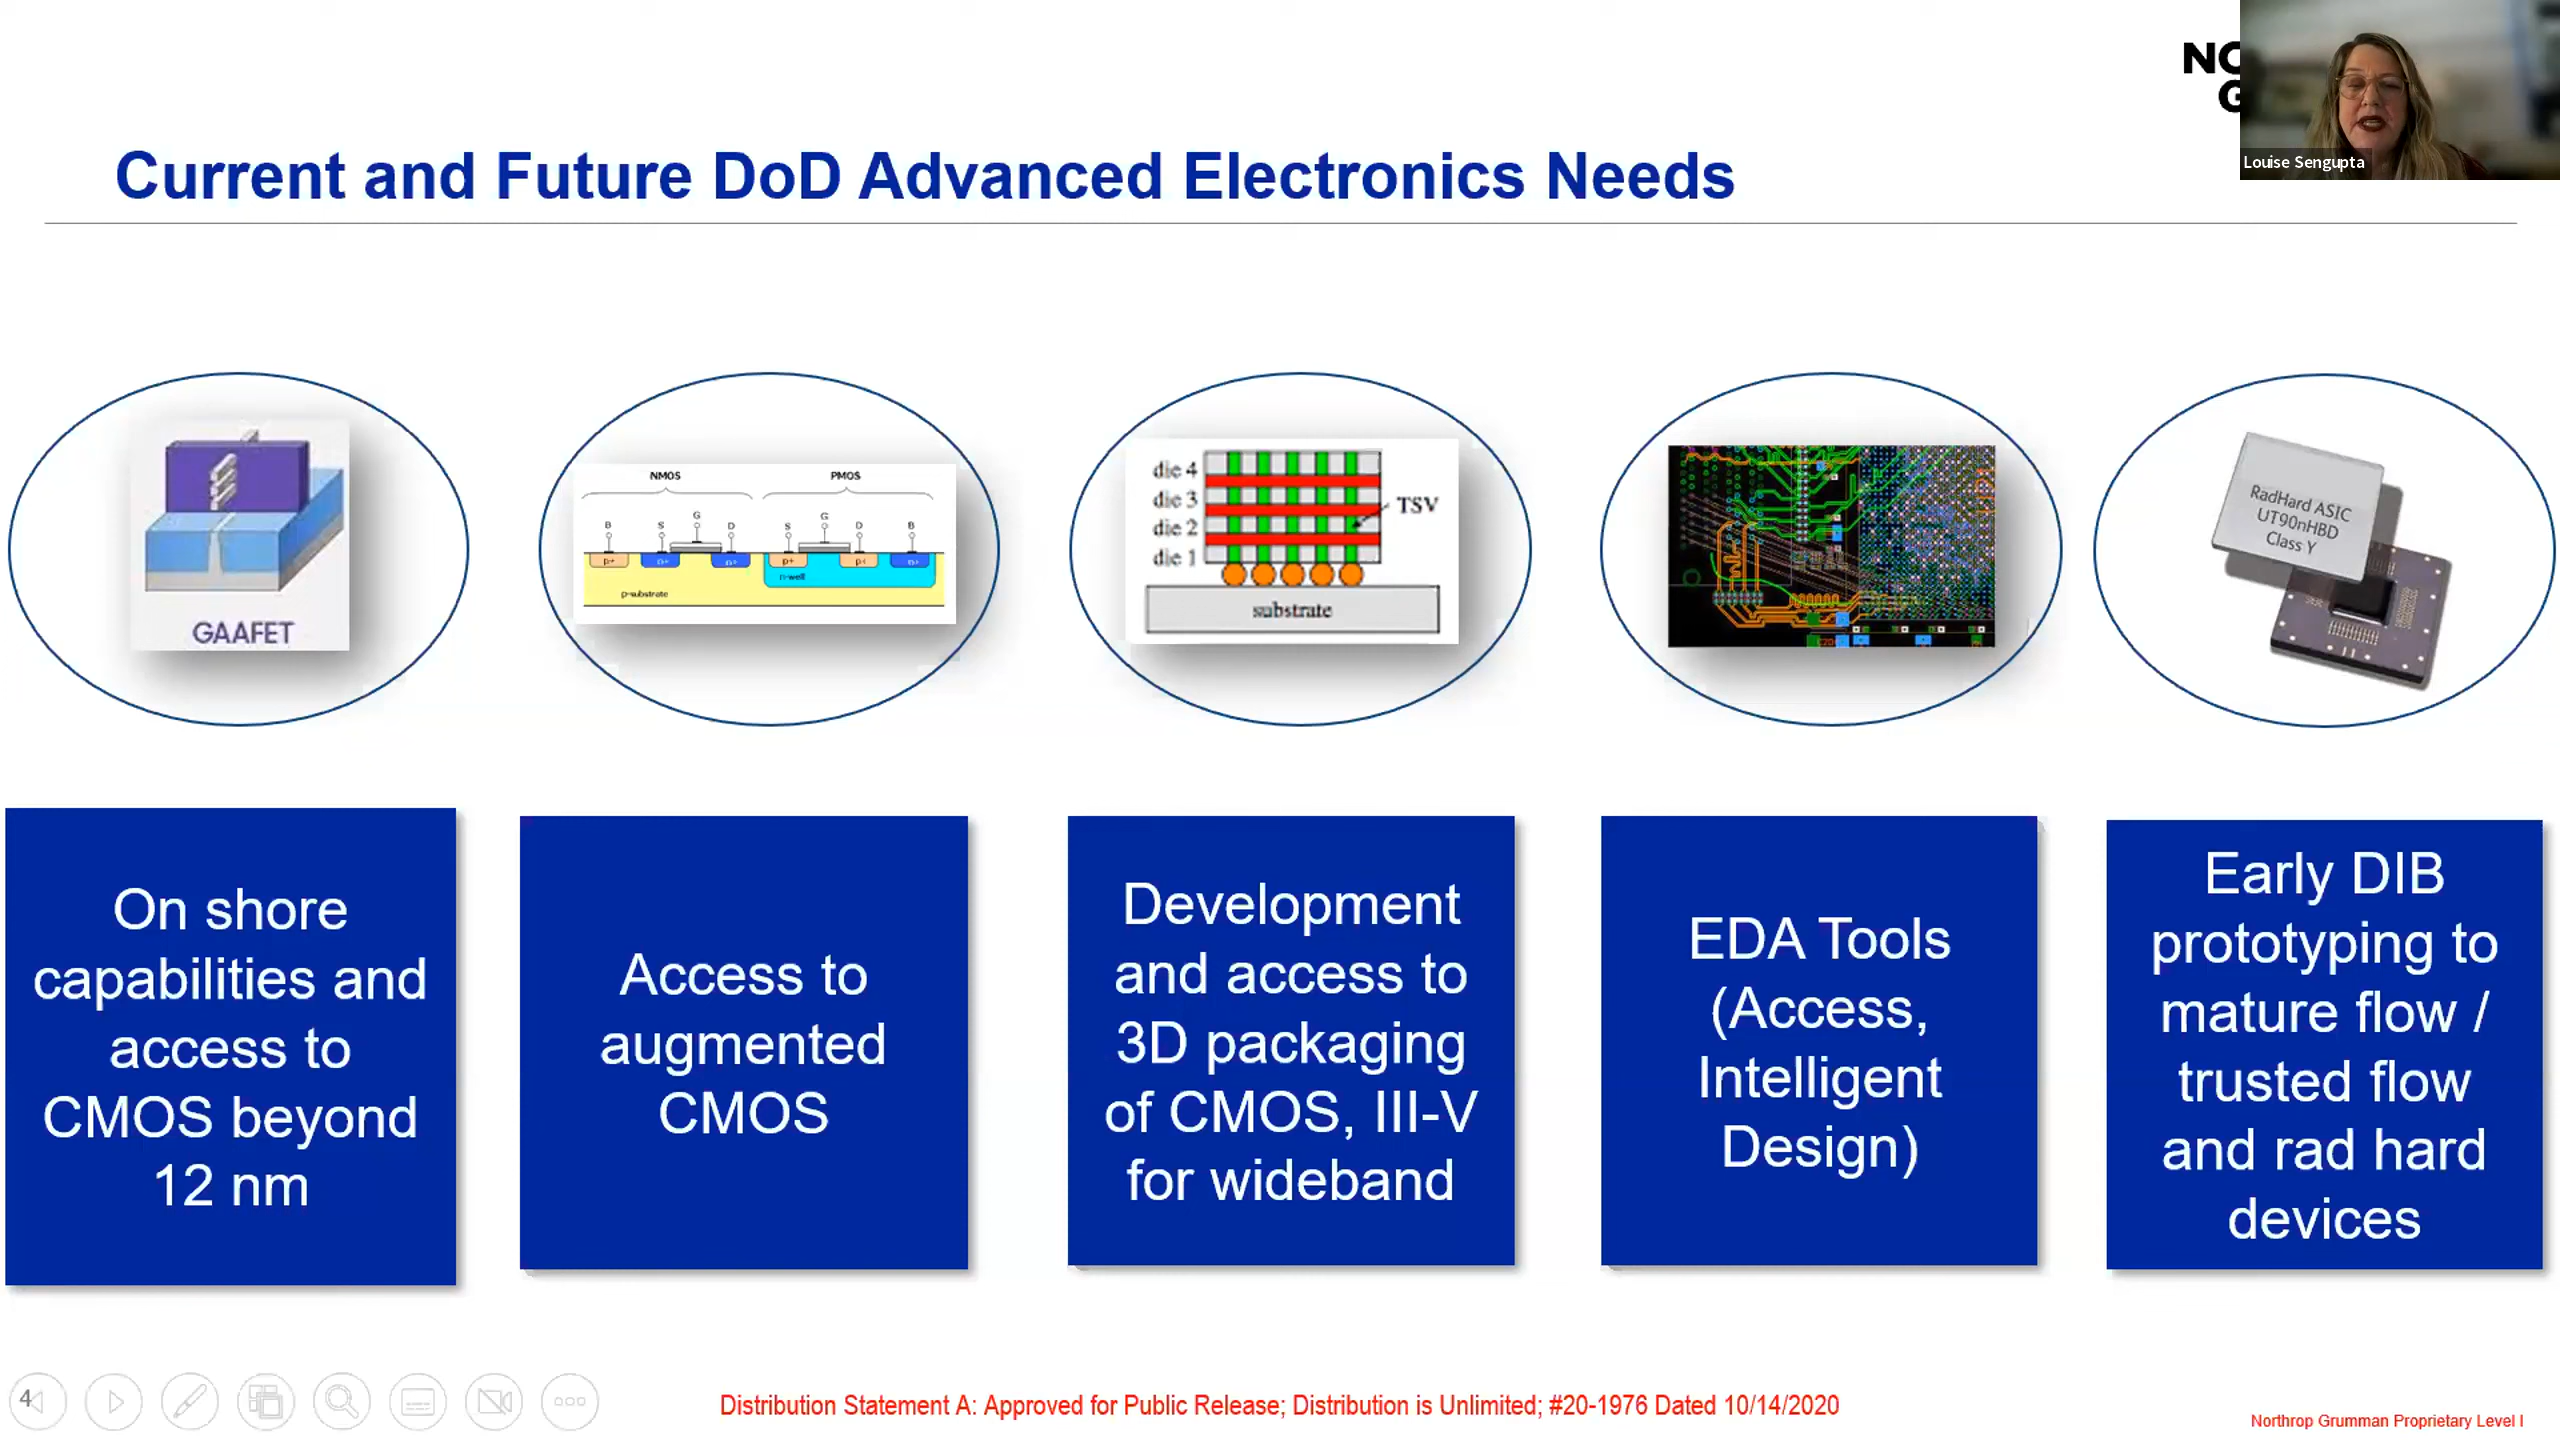 NO
G
Louise Sengupta
Current and Future DoD Advanced Electronics Needs
GAAFET
NMOS PMOS
B S G D S G D B
p+ n+ n+ p+ p+ n+
n-well
p-substrate
die 4
die 3
die 2
die 1
TSV
substrate
RadHard ASIC
UT90nHBD
Class Y
On shore
capabilities and
access to
CMOS beyond
12 nm
Access to
augmented
CMOS
Development
and access to
3D packaging
of CMOS, III-V
for wideband
EDA Tools
(Access,
Intelligent
Design)
Early DIB
prototyping to
mature flow /
trusted flow
and rad hard
devices
4
Distribution Statement A: Approved for Public Release; Distribution is Unlimited; #20-1976 Dated 10/14/2020
Northrop Grumman Proprietary Level I